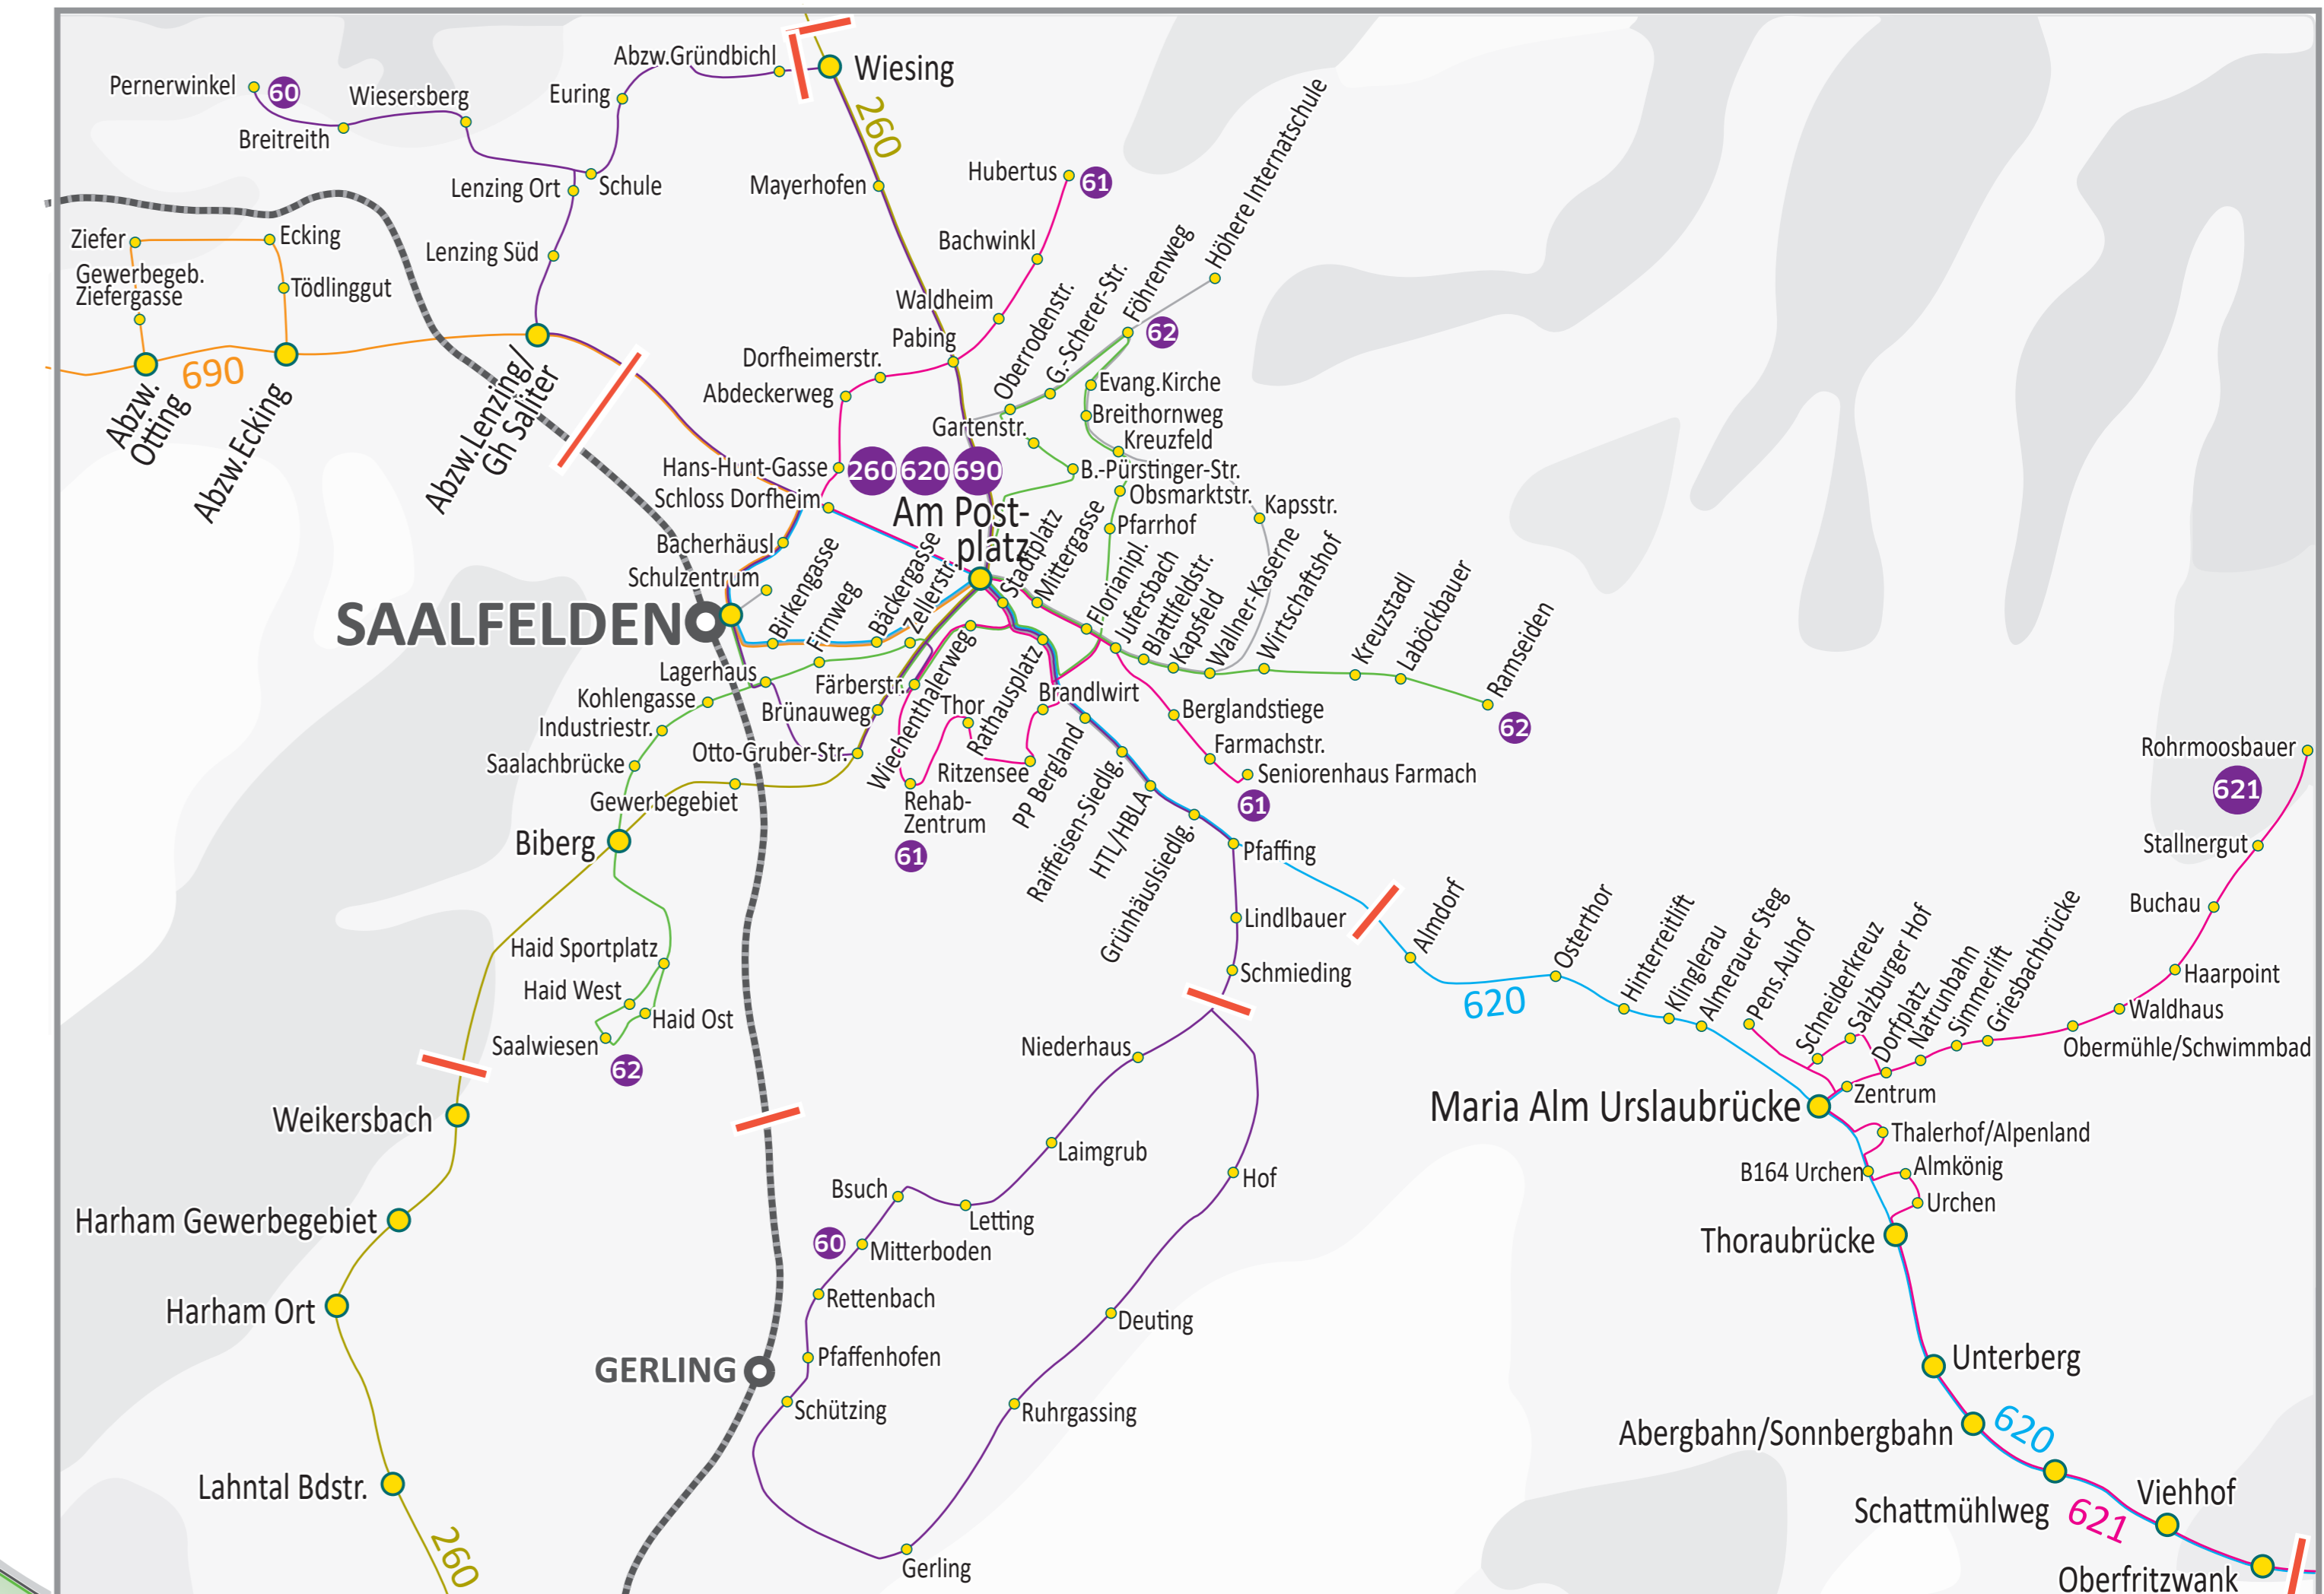 Abzw.Gründbichl
Wiesing
Pernerwinkel
60
Wiesersberg
Euring
Breitreith
260
Lenzing Ort
Schule
Mayerhofen
Hubertus
61
Höhere Internatschule
Ziefer
Ecking
Lenzing Süd
Bachwinkl
Gewerbegeb.
Ziefergasse
Tödlinggut
Waldheim
Pabing
Oberrodenstr.
G.-Scherer-Str.
Föhrenweg
62
690
Abzw.
Otting
Abzw.Ecking
Abzw.Lenzing/
Gh Saliter
Dorfheimerstr.
Abdeckerweg
Evang.Kirche
Breithornweg
Gartenstr.
Kreuzfeld
Hans-Hunt-Gasse
260
620
690
B.-Pürstinger-Str.
Schloss Dorfheim
Am Post-
platz
Obsmarktstr.
Kapsstr.
Pfarrhof
Bacherhäusl
Schulzentrum
SAALFELDEN
Birkengasse
Firnweg
Bäckergasse
Zellerstr.
Stadtplatz
Mittergasse
Florianipl.
Jufersbach
Blattlfeldstr.
Kapsfeld
Wallner-Kaserne
Wirtschaftshof
Kreuzstadl
Laböckbauer
Ramseiden
62
Lagerhaus
Kohlengasse
Industriestr.
Saalachbrücke
Färberstr.
Brünauweg
Otto-Gruber-Str.
Gewerbegebiet
Wiechenthalerweg
Thor
Rathausplatz
Brandlwirt
Ritzensee
Rehab-
Zentrum
61
PP Bergland
Raiffeisen-Siedlg.
HTL/HBLA
Grünhäuslsiedlg.
Berglandstiege
Farmachstr.
Seniorenhaus Farmach
61
Rohrmoosbauer
621
Biberg
Pfaffing
Stallnergut
Lindlbauer
Almdorf
Buchau
Haid Sportplatz
Schmieding
Osterthor
Hinterreitlift
Klinglerau
Almerauer Steg
Pens.Auhof
Schneiderkreuz
Salzburger Hof
Dorfplatz
Natrunbahn
Simmerlift
Griesbachbrücke
Haarpoint
Haid West
620
Waldhaus
Haid Ost
Saalwiesen
62
Niederhaus
Obermühle/Schwimmbad
Weikersbach
Maria Alm Urslaubrücke
Zentrum
Thalerhof/Alpenland
Laimgrub
B164 Urchen
Almkönig
Hof
Bsuch
Urchen
Harham Gewerbegebiet
Letting
60
Mitterboden
Thoraubrücke
Harham Ort
Rettenbach
Deuting
GERLING
Pfaffenhofen
Unterberg
Schützing
Ruhrgassing
Abergbahn/Sonnbergbahn
620
Lahntal Bdstr.
Viehhof
Schattmühlweg
621
260
Gerling
Oberfritzwank